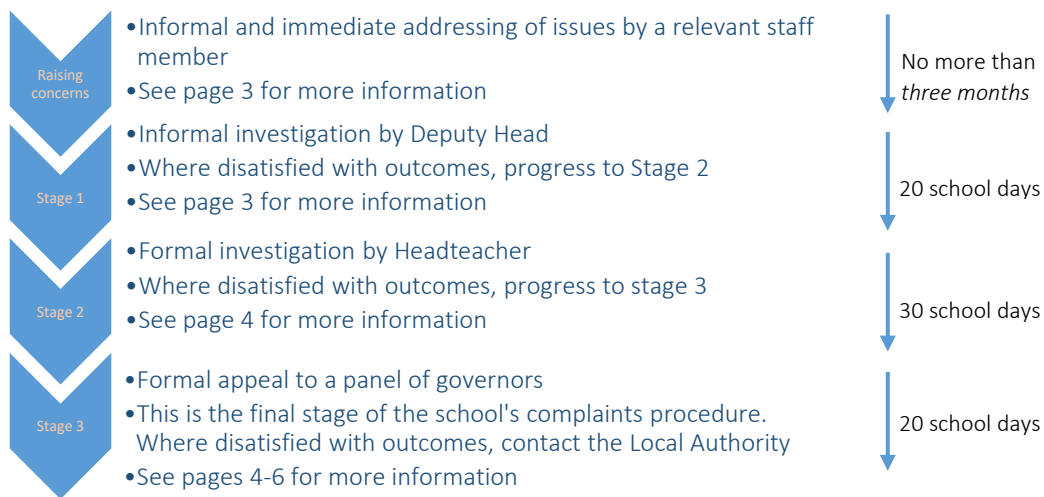 Raising
concerns
•Informal and immediate addressing of issues by a relevant staff
member
•See page 3 for more information
No more than
three months
Stage 1
•Informal investigation by Deputy Head
•Where disatisfied with outcomes, progress to Stage 2
•See page 3 for more information
20 school days
Stage 2
•Formal investigation by Headteacher
•Where disatisfied with outcomes, progress to stage 3
•See page 4 for more information
30 school days
Stage 3
•Formal appeal to a panel of governors
•This is the final stage of the school's complaints procedure.
Where disatisfied with outcomes, contact the Local Authority
•See pages 4-6 for more information
20 school days